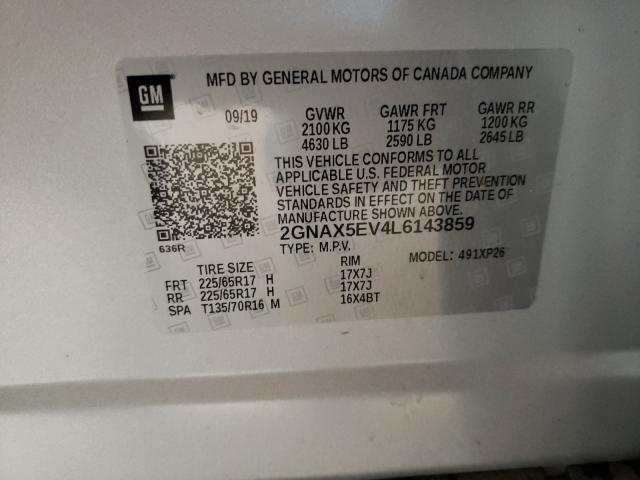 GM
MFD BY GENERAL MOTORS OF CANADA COMPANY
09/19 GVWR GAWR FRT GAWR RR
2100 KG 1175 KG 1200 KG
4630 LB 2590 LB 2645 LB
THIS VEHICLE CONFORMS TO ALL
APPLICABLE U.S. FEDERAL MOTOR
VEHICLE SAFETY AND THEFT PREVENTION
STANDARDS IN EFFECT ON THE DATE OF
MANUFACTURE SHOWN ABOVE.
636R
2GNAX5EV4L6143859
TYPE: M.P.V. MODEL: 491XP26
TIRE SIZE RIM
FRT 225/65R17 H 17X7J
RR 225/65R17 H 17X7J
SPA T135/70R16 M 16X4BT